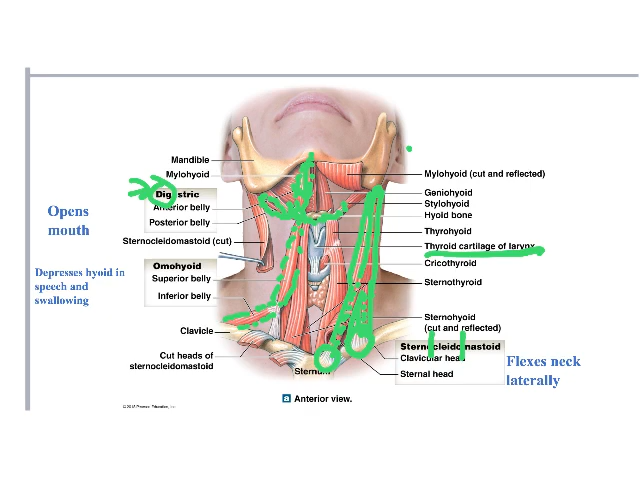 Mandible
Mylohyoid
Digastric
Anterior belly
Posterior belly
Sternocleidomastoid (cut)
Omohyoid
Superior belly
Inferior belly
Clavicle
Cut heads of
sternocleidomastoid
Opens
mouth
Depresses hyoid in
speech and
swallowing
Mylohyoid (cut and reflected)
Geniohyoid
Stylohyoid
Hyoid bone
Thyrohyoid
Thyroid cartilage of larynx
Cricothyroid
Sternothyroid
Sternohyoid
(cut and reflected)
Sternocleidomastoid
Clavicular head
Sternal head
Sternum
Flexes neck
laterally
a Anterior view.